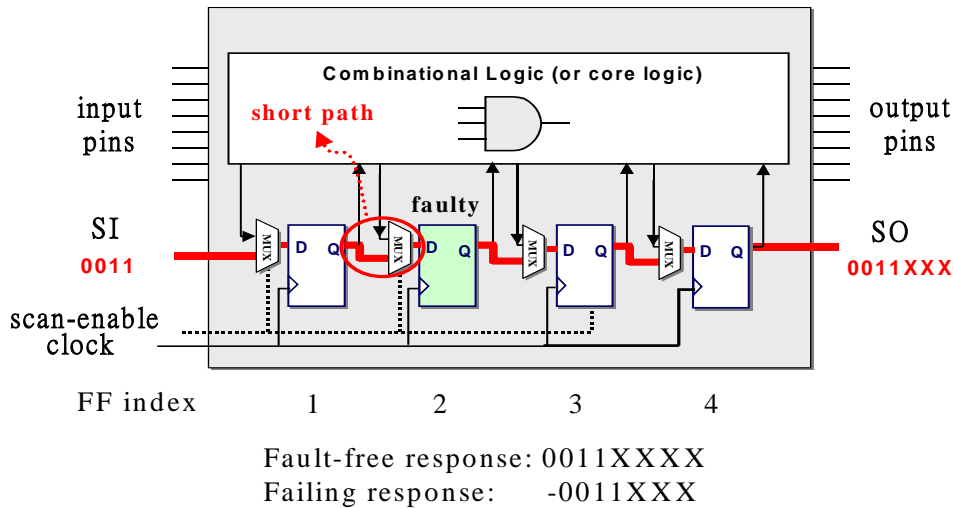 Combinational Logic (or core logic)
short path
input
pins
output
pins
faulty
SI
0011
MUX
D
Q
MUX
D
Q
MUX
D
Q
MUX
D
Q
SO
0011XXX
scan-enable
clock
FF index 1 2 3 4
Fault-free response: 0011XXXX
Failing response: -0011XXX